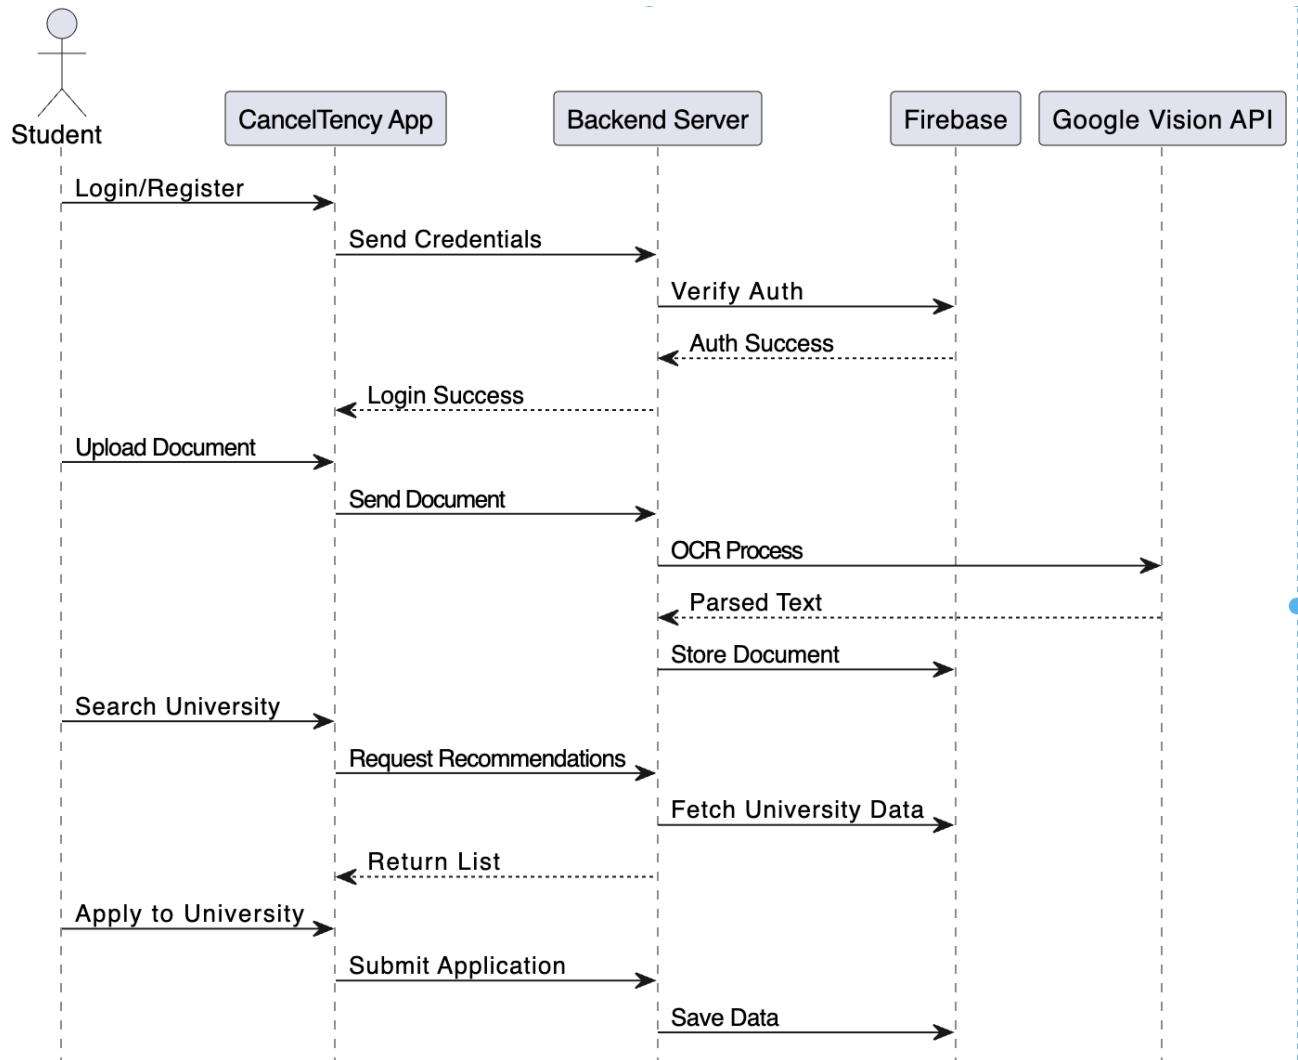 Student
CancelTency App
Backend Server
Firebase
Google Vision API
Login/Register
Send Credentials
Verify Auth
Auth Success
Login Success
Upload Document
Send Document
OCR Process
Parsed Text
Store Document
Search University
Request Recommendations
Fetch University Data
Return List
Apply to University
Submit Application
Save Data